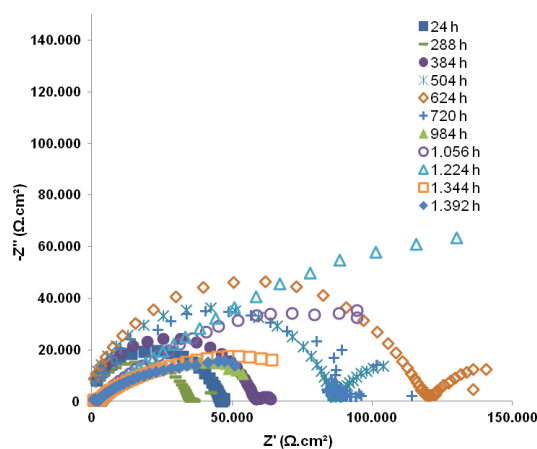 140.000
120.000
100.000
80.000
60.000
40.000
20.000
0
-Z'' (Ω.cm²)
0
50.000
100.000
150.000
Z' (Ω.cm²)
24 h
288 h
384 h
504 h
624 h
720 h
984 h
1.056 h
1.224 h
1.344 h
1.392 h